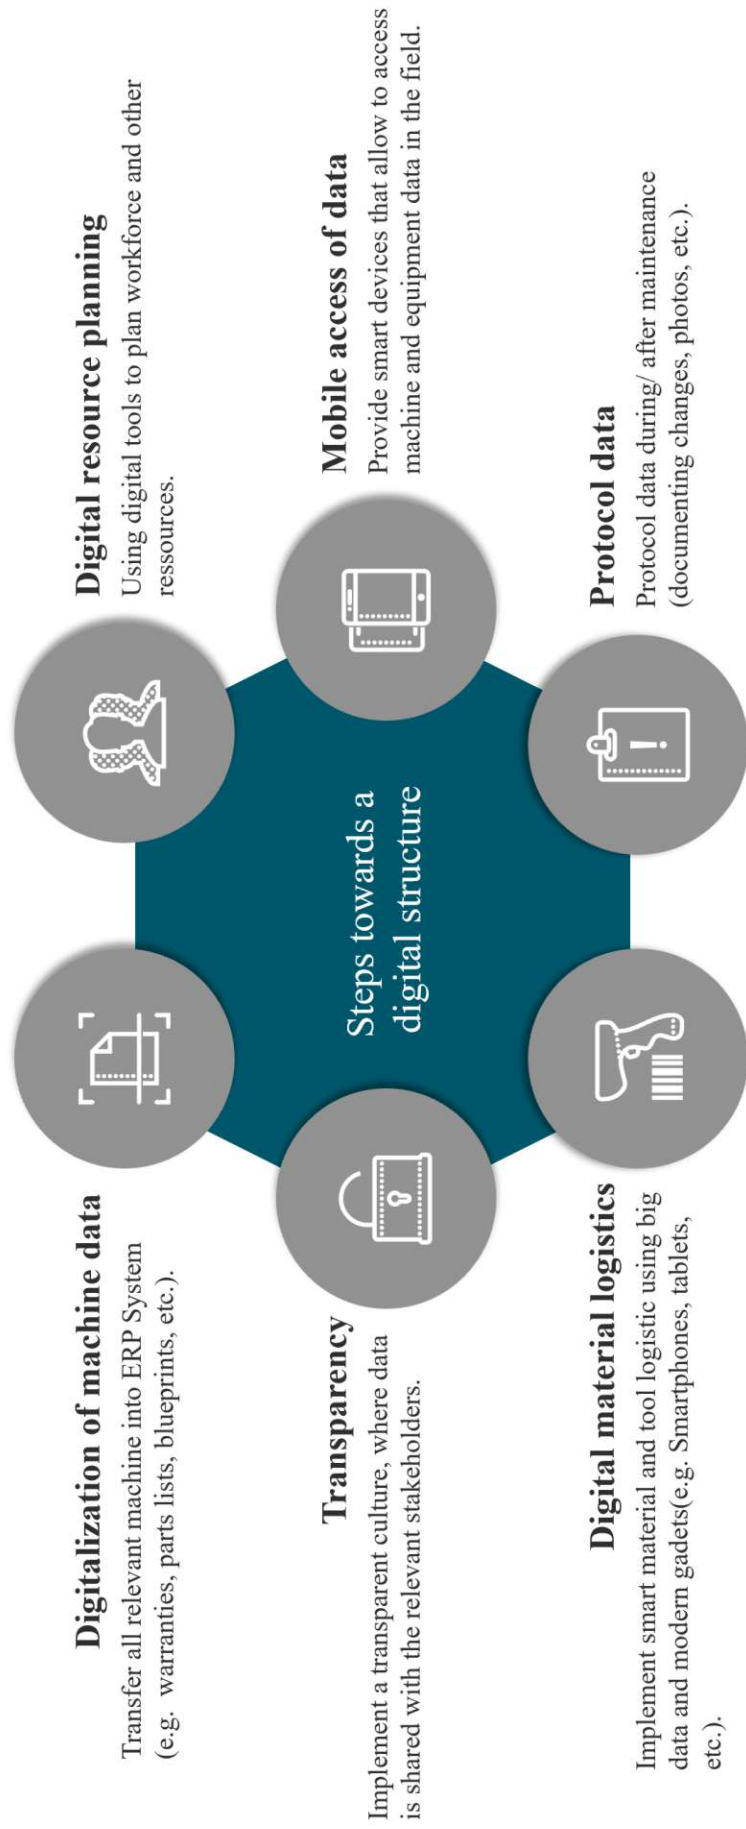 Digitalization of machine data
Transfer all relevant machine into ERP System
(e.g.  warranties, parts lists, blueprints, etc.).
Digital resource planning
Using digital tools to plan workforce and other
ressources.
Transparency
Implement a transparent culture, where data
is shared with the relevant stakeholders.
Steps towards a
digital structure
Mobile access of data
Provide smart devices that allow to access
machine and equipment data in the field.
Digital material logistics
Implement smart material and tool logistic using big
data and modern gadets(e.g. Smartphones, tablets,
etc.).
Protocol data
Protocol data during/ after maintenance
(documenting changes, photos, etc.).